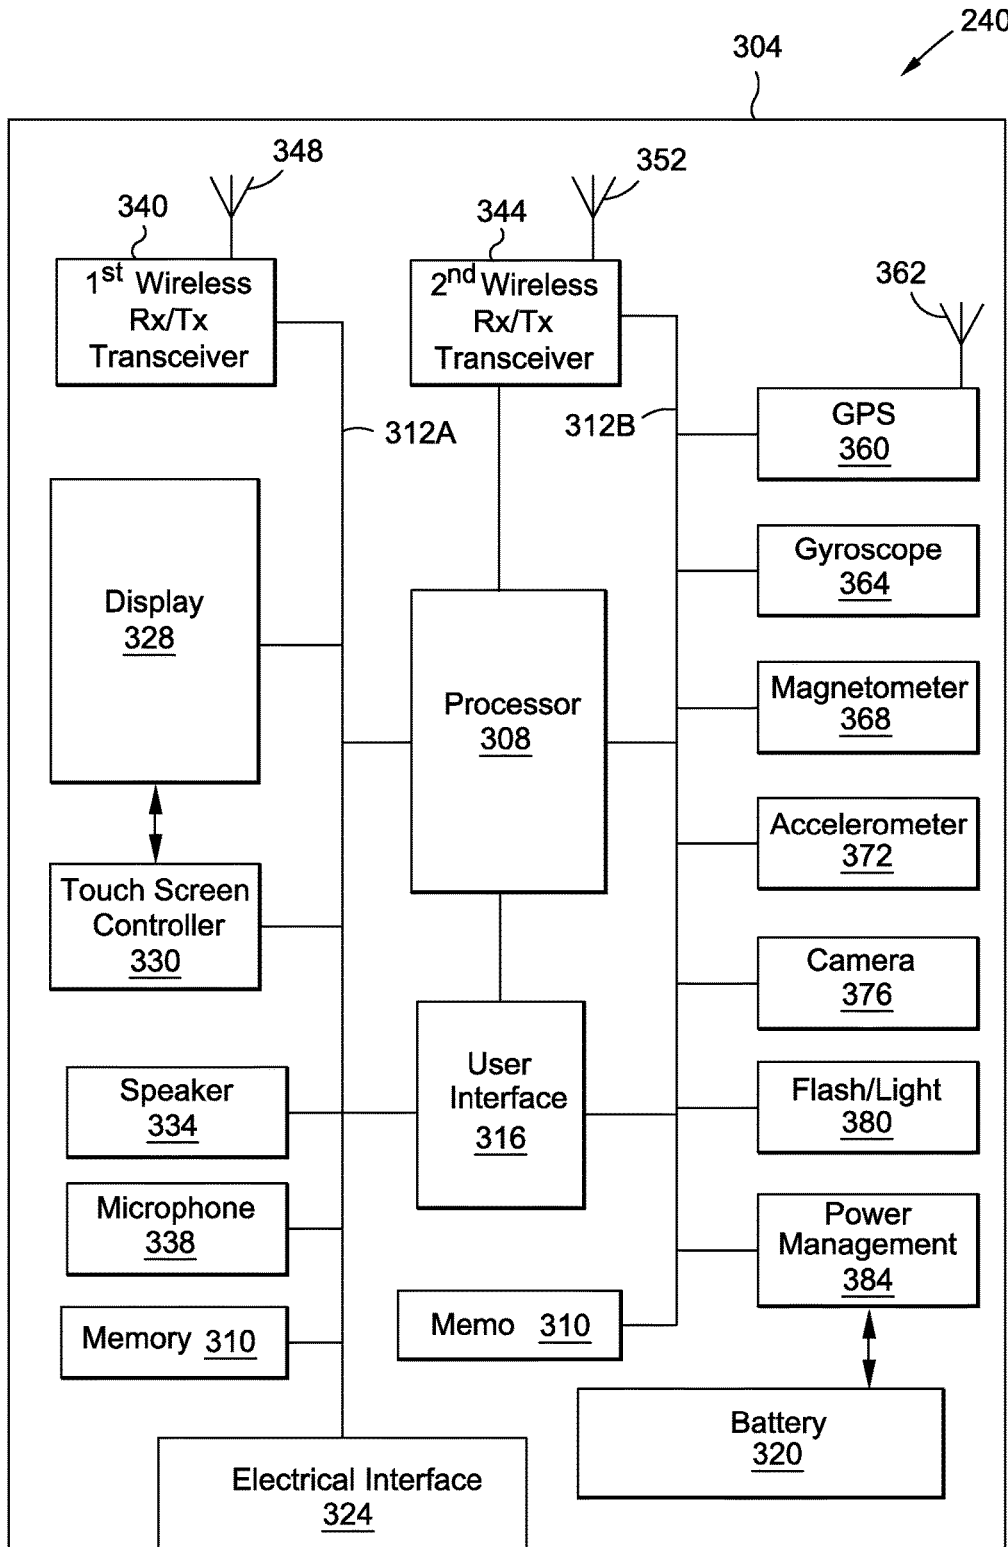 240
304
348
352
340
344
1st Wireless
Rx/Tx
Transceiver
2nd Wireless
Rx/Tx
Transceiver
362
312A
312B
GPS
360
Display
328
Gyroscope
364
Processor
308
Magnetometer
368
Accelerometer
372
Touch Screen
Controller
330
Camera
376
User
Interface
316
Speaker
334
Flash/Light
380
Microphone
338
Power
Management
384
Memory 310
Memo 310
Battery
320
Electrical Interface
324